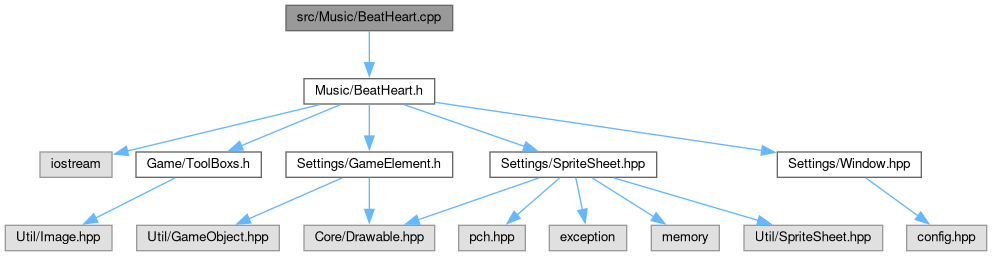 src/Music/BeatHeart.cpp
Music/BeatHeart.h
iostream
Game/ToolBoxs.h
Settings/GameElement.h
Settings/SpriteSheet.hpp
Settings/Window.hpp
Util/Image.hpp
Util/GameObject.hpp
Core/Drawable.hpp
pch.hpp
exception
memory
Util/SpriteSheet.hpp
config.hpp